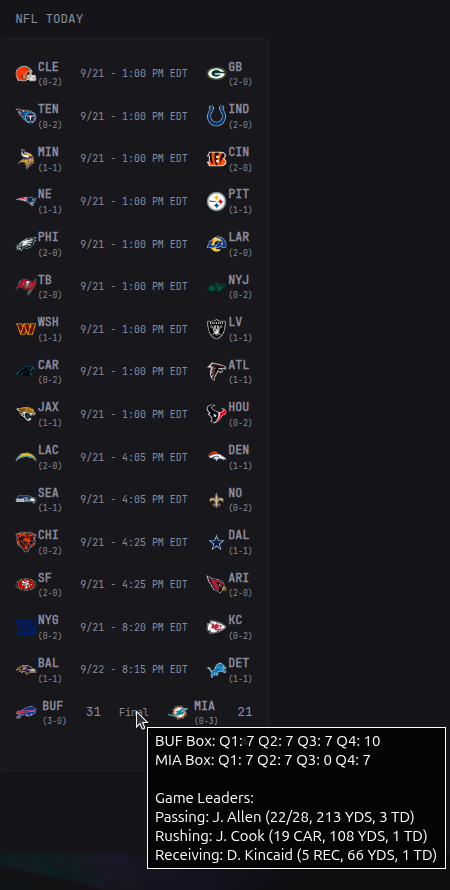 NFL TODAY
CLE 9/21 - 1:00 PM EDT GB
(0-2) (2-0)
TEN 9/21 - 1:00 PM EDT IND
(0-2) (2-0)
MIN 9/21 - 1:00 PM EDT CIN
(1-1) (2-0)
NE 9/21 - 1:00 PM EDT PIT
(1-1) (1-1)
PHI 9/21 - 1:00 PM EDT LAR
(2-0) (2-0)
TB 9/21 - 1:00 PM EDT NYJ
(2-0) (0-2)
WSH 9/21 - 1:00 PM EDT LV
(1-1) (1-1)
CAR 9/21 - 1:00 PM EDT ATL
(0-2) (1-1)
JAX 9/21 - 1:00 PM EDT HOU
(1-1) (0-2)
LAC 9/21 - 4:05 PM EDT DEN
(2-0) (1-1)
SEA 9/21 - 4:05 PM EDT NO
(1-1) (0-2)
CHI 9/21 - 4:25 PM EDT DAL
(0-2) (1-1)
SF 9/21 - 4:25 PM EDT ARI
(2-0) (2-0)
NYG 9/21 - 8:20 PM EDT KC
(0-2) (0-2)
BAL 9/22 - 8:15 PM EDT DET
(1-1) (1-1)
BUF 31 Final MIA 21
(3-0) (0-3)
BUF Box: Q1: 7 Q2: 7 Q3: 7 Q4: 10
MIA Box: Q1: 7 Q2: 7 Q3: 0 Q4: 7
Game Leaders:
Passing: J. Allen (22/28, 213 YDS, 3 TD)
Rushing: J. Cook (19 CAR, 108 YDS, 1 TD)
Receiving: D. Kincaid (5 REC, 66 YDS, 1 TD)